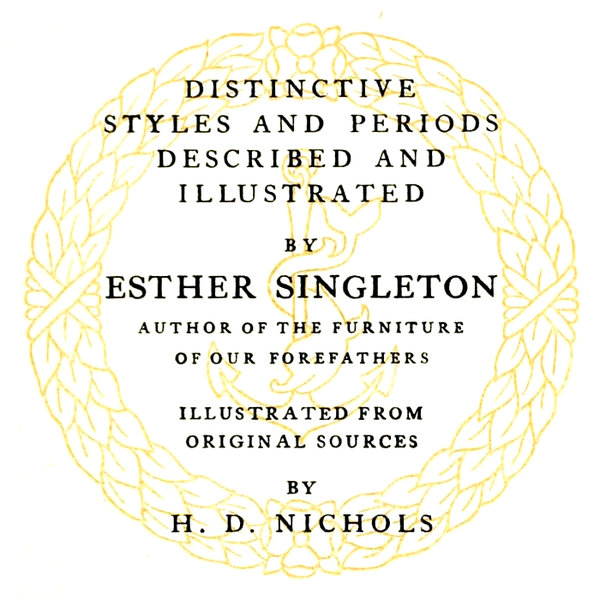 DISTINCTIVE
STYLES AND PERIODS
DESCRIBED AND
ILLUSTRATED
BY
ESTHER SINGLETON
AUTHOR OF THE FURNITURE
OF OUR FOREFATHERS
ILLUSTRATED FROM
ORIGINAL SOURCES
BY
H. D. NICHOLS